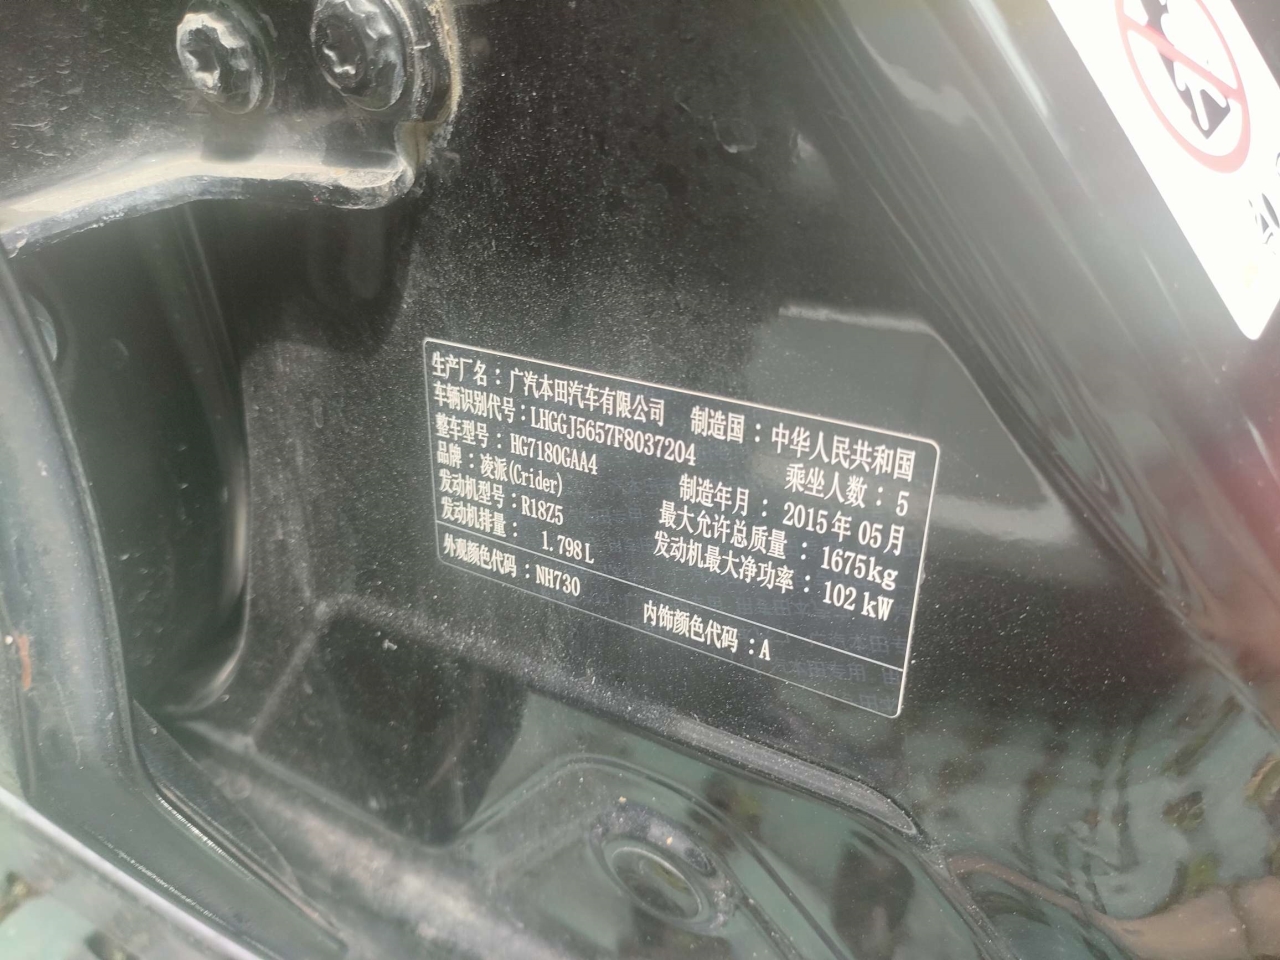 生产厂名：广汽本田汽车有限公司 制造国：中华人民共和国
车辆识别代号：LHGGJ5657F8037204 乘坐人数：5
整车型号：HG7180GAA4 制造年月：2015年05月
品牌：凌派(Crider) 最大允许总质量：1675kg
发动机型号：R18Z5 发动机最大净功率：102kW
发动机排量：1.798L
外观颜色代码：NH730 内饰颜色代码：A